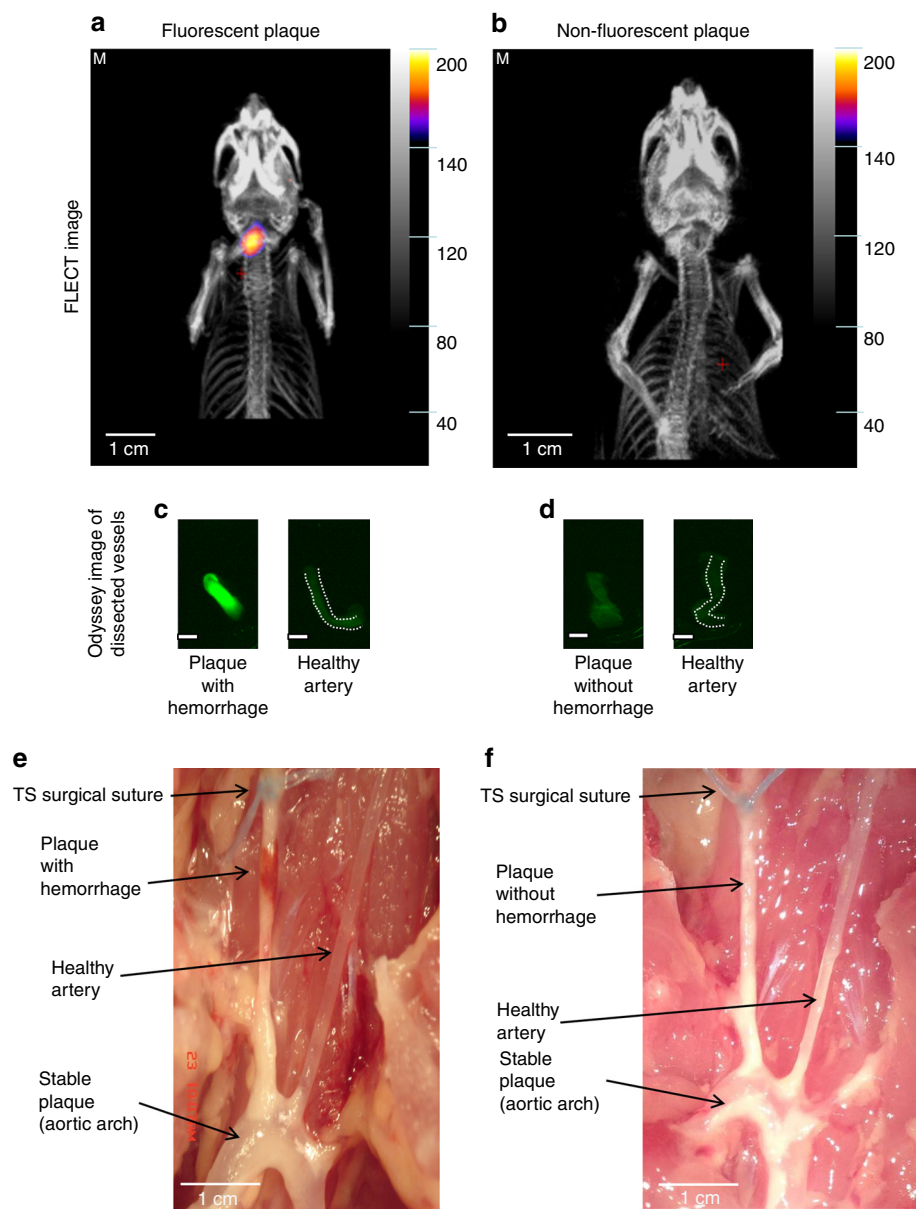 a
Fluorescent plaque
b
Non-fluorescent plaque
M
200
140
120
80
40
1 cm
M
200
140
120
80
40
1 cm
FLECT image
Odyssey image of
dissected vessels
c
Plaque
with
hemorrhage
Healthy
artery
d
Plaque
without
hemorrhage
Healthy
artery
e
TS surgical suture
Plaque
with
hemorrhage
Healthy
artery
Stable
plaque
(aortic arch)
1 cm
f
TS surgical suture
Plaque
without
hemorrhage
Healthy
artery
Stable
plaque
(aortic arch)
1 cm